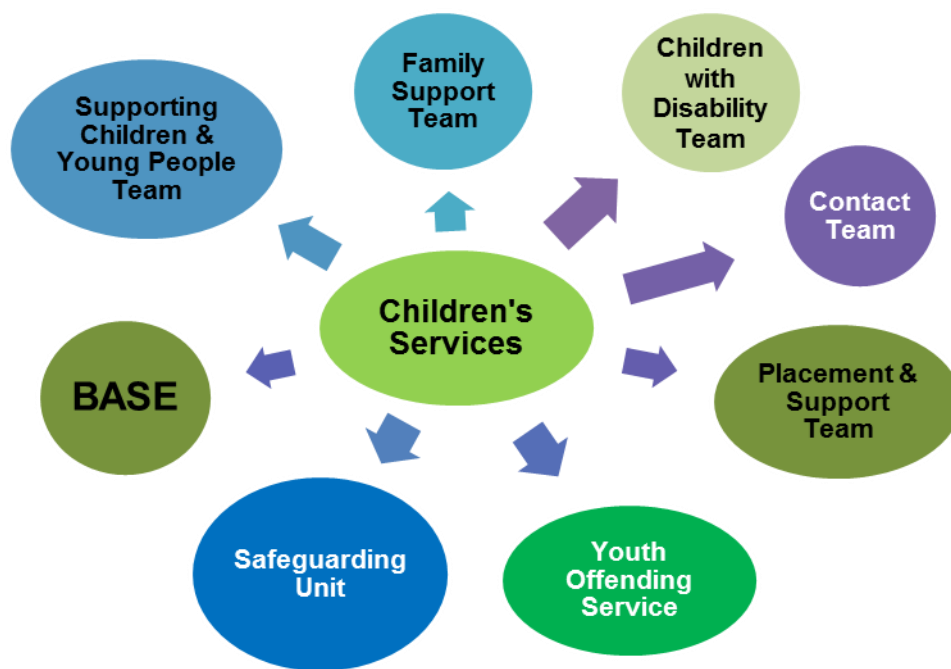 Family
Support
Team
Children
with
Disability
Team
Supporting
Children &
Young People
Team
Contact
Team
Children's
Services
BASE
Placement &
Support
Team
Safeguarding
Unit
Youth
Offending
Service